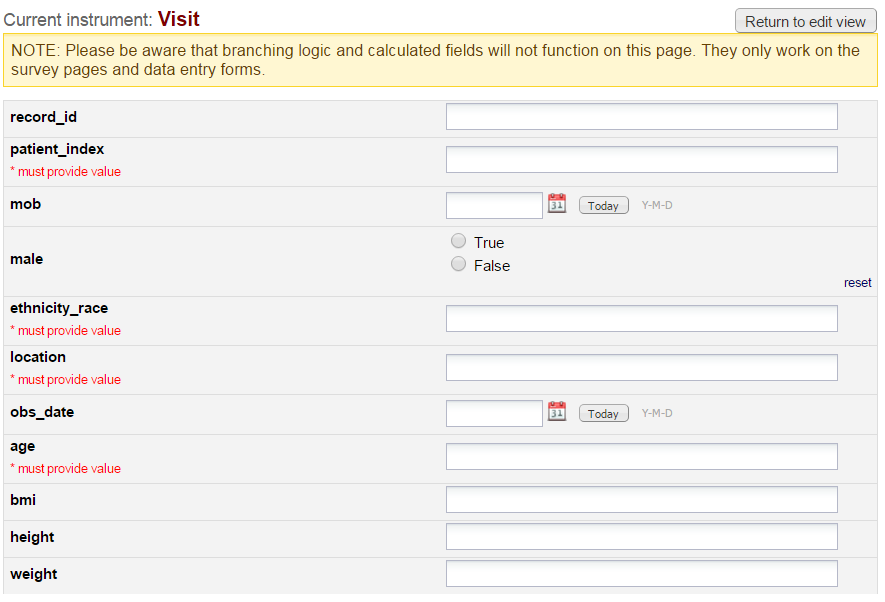 Current instrument: Visit
Return to edit view
NOTE: Please be aware that branching logic and calculated fields will not function on this page. They only work on the
survey pages and data entry forms.
record_id
patient_index
* must provide value
mob
31 Today Y-M-D
male
True
False
reset
ethnicity_race
* must provide value
location
* must provide value
obs_date
31 Today Y-M-D
age
* must provide value
bmi
height
weight